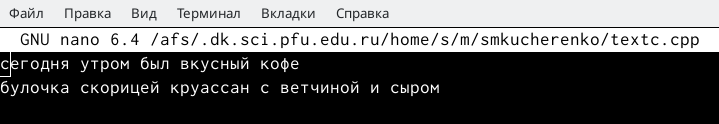 Файл Правка Вид Терминал Вкладки Справка
GNU nano 6.4 /afs/.dk.sci.pfu.edu.ru/home/s/m/smkucherenko/textc.cpp
сегодня утром был вкусный кофе
булочка скорицей круассан с ветчиной и сыром